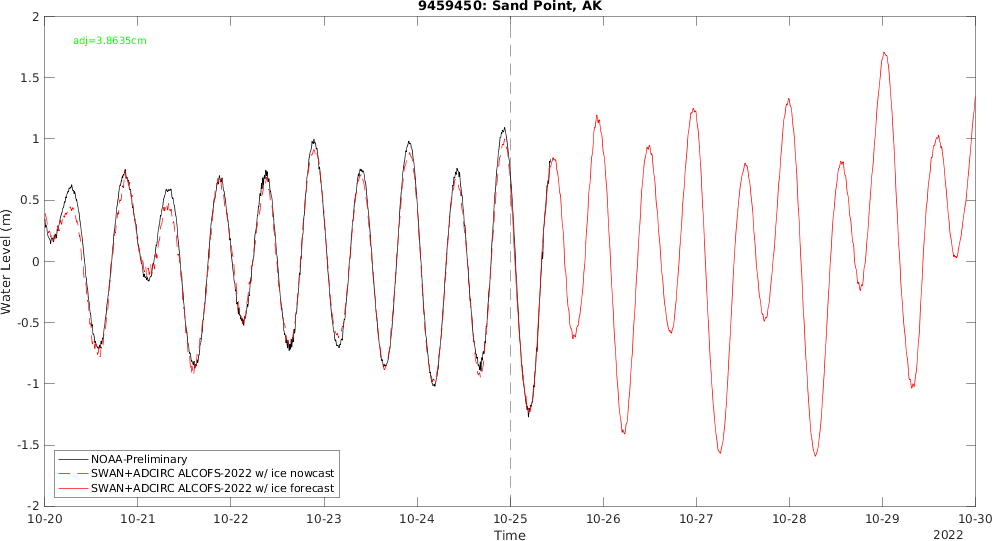 9459450: Sand Point, AK
adj=3.8635cm
Water Level (m)
2
1.5
1
0.5
0
-0.5
-1
-1.5
-2
NOAA-Preliminary
SWAN+ADCIRC ALCOFS-2022 w/ ice nowcast
SWAN+ADCIRC ALCOFS-2022 w/ ice forecast
10-20 10-21 10-22 10-23 10-24 10-25 10-26 10-27 10-28 10-29 10-30
Time
2022